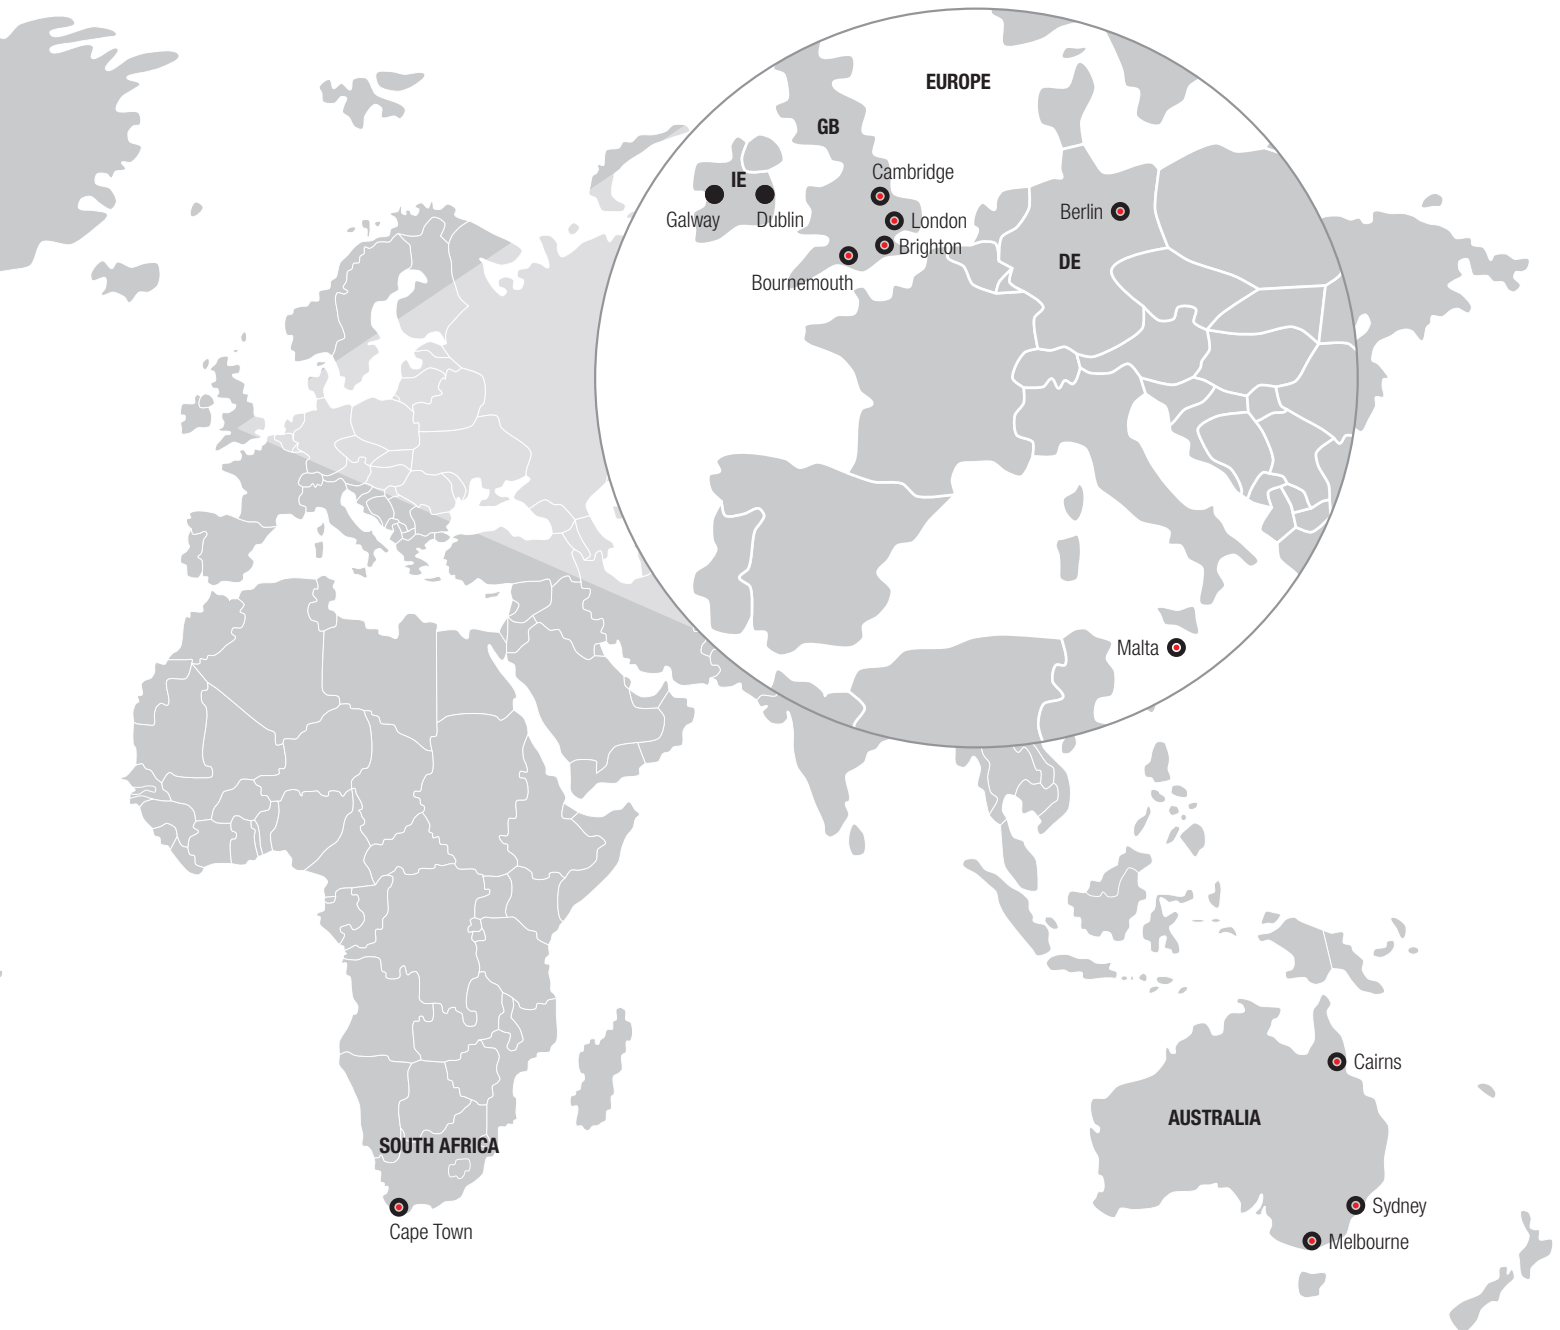 EUROPE
GB
Cambridge
IE
Galway
Dublin
London
Berlin
Brighton
DE
Bournemouth
Malta
Cairns
AUSTRALIA
SOUTH AFRICA
Sydney
Cape Town
Melbourne